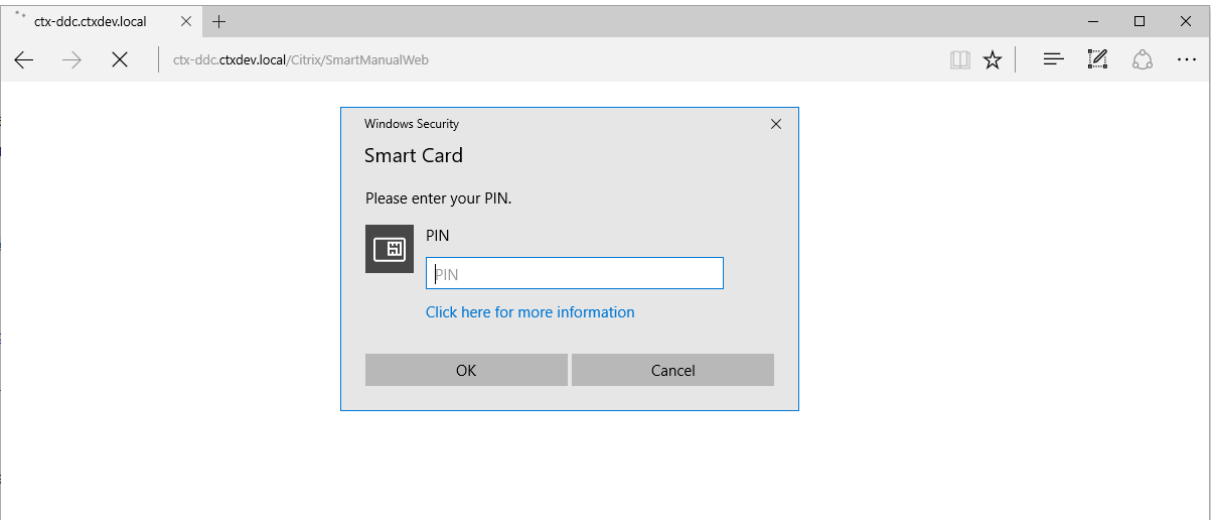 ctx-ddc.ctxdev.local
ctx-ddc.ctxdev.local/Citrix/SmartManualWeb
Windows Security
Smart Card
Please enter your PIN.
PIN
PIN
Click here for more information
OK Cancel